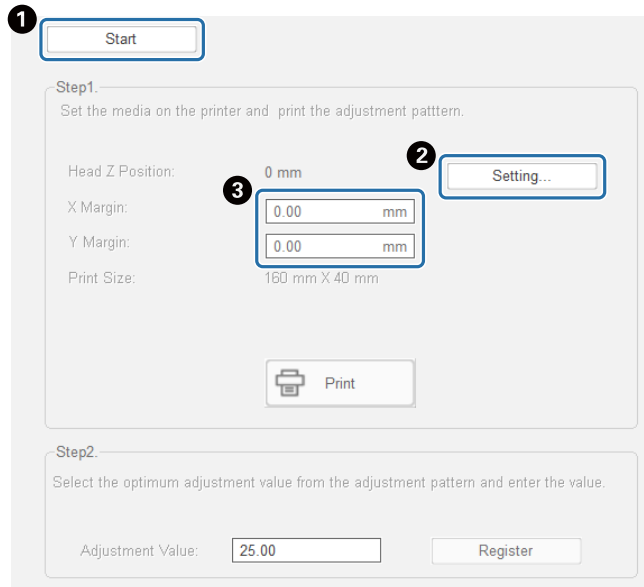 1
Start
Step1.
Set the media on the printer and print the adjustment patttern.
2
Head Z Position: 0 mm Setting...
3
X Margin: 0.00 mm
Y Margin: 0.00 mm
Print Size: 160 mm X 40 mm
Print
Step2.
Select the optimum adjustment value from the adjustment pattern and enter the value.
Adjustment Value: 25.00 Register